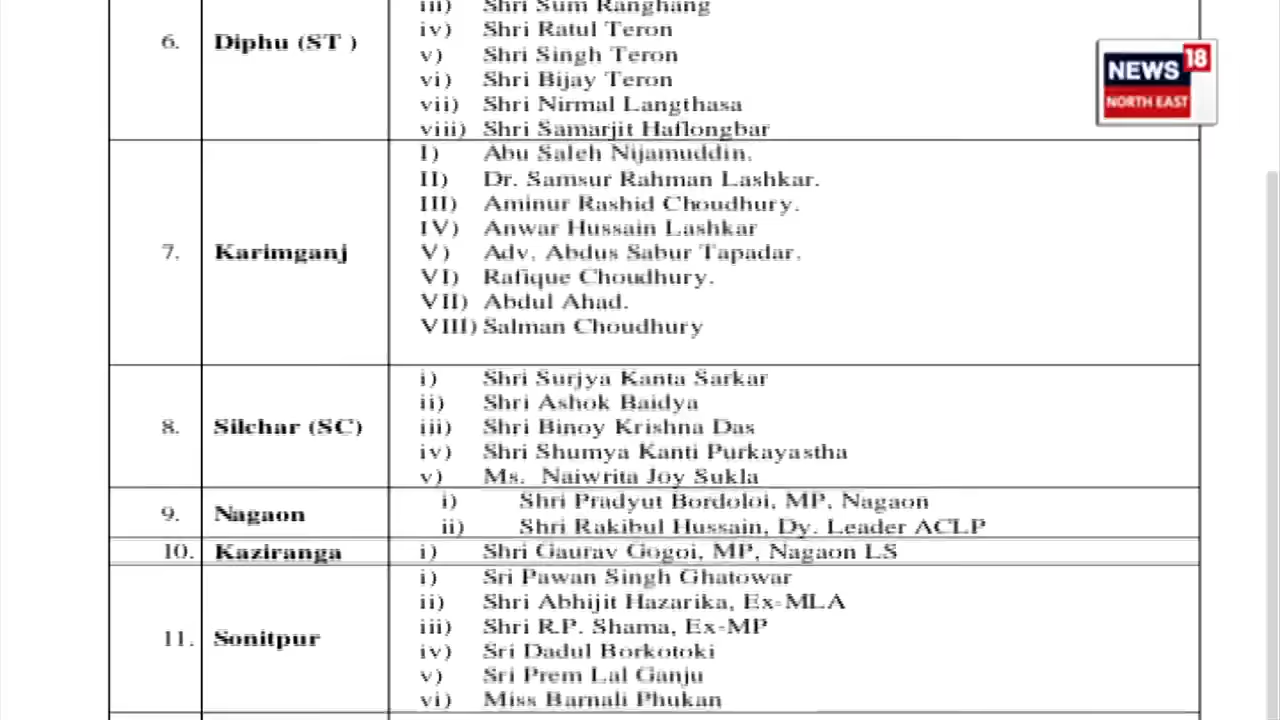 iii) Shri Sum Ranghang
6. Diphu (ST )
iv) Shri Ratul Teron
v) Shri Singh Teron
vi) Shri Bijay Teron
vii) Shri Nirmal Langthasa
viii) Shri Samarjit Haflongbar
NEWS 18
NORTH EAST
7. Karimganj
I) Abu Saleh Nijamuddin.
II) Dr. Samsur Rahman Lashkar.
III) Aminur Rashid Choudhury.
IV) Anwar Hussain Lashkar
V) Adv. Abdus Sabur Tapadar.
VI) Rafique Choudhury.
VII) Abdul Ahad.
VIII) Salman Choudhury
8. Silchar (SC)
i) Shri Surjya Kanta Sarkar
ii) Shri Ashok Baidya
iii) Shri Binoy Krishna Das
iv) Shri Shumya Kanti Purkayastha
v) Ms. Naiwrita Joy Sukla
9. Nagaon
i) Shri Pradyut Bordoloi, MP, Nagaon
ii) Shri Rakibul Hussain, Dy. Leader ACLP
10. Kaziranga
i) Shri Gaurav Gogoi, MP, Nagaon LS
11. Sonitpur
i) Sri Pawan Singh Ghatowar
ii) Shri Abhijit Hazarika, Ex-MLA
iii) Shri R.P. Shama, Ex-MP
iv) Sri Dadul Borkotoki
v) Sri Prem Lal Ganju
vi) Miss Barnali Phukan